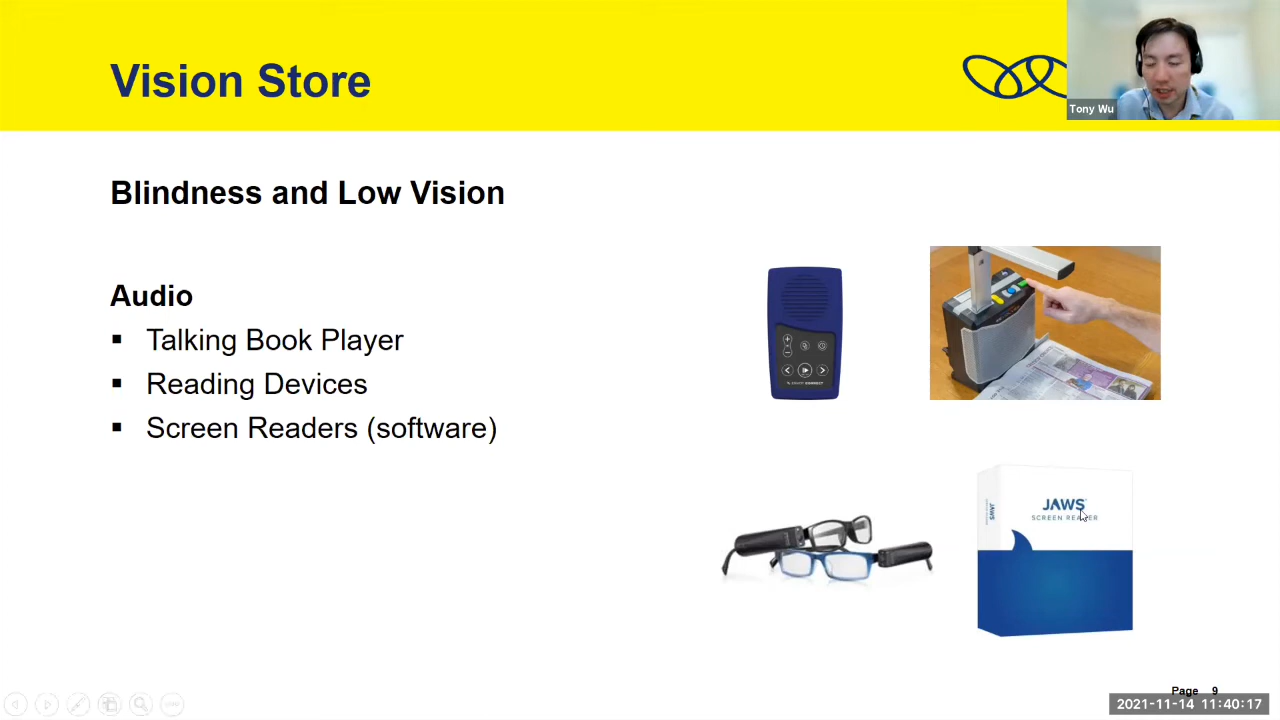 Vision Store
Tony Wu
Blindness and Low Vision
Audio
▪ Talking Book Player
▪ Reading Devices
▪ Screen Readers (software)
JAWS
SCREEN READER
JAWS
Page 9
2021-11-14 11:40:17